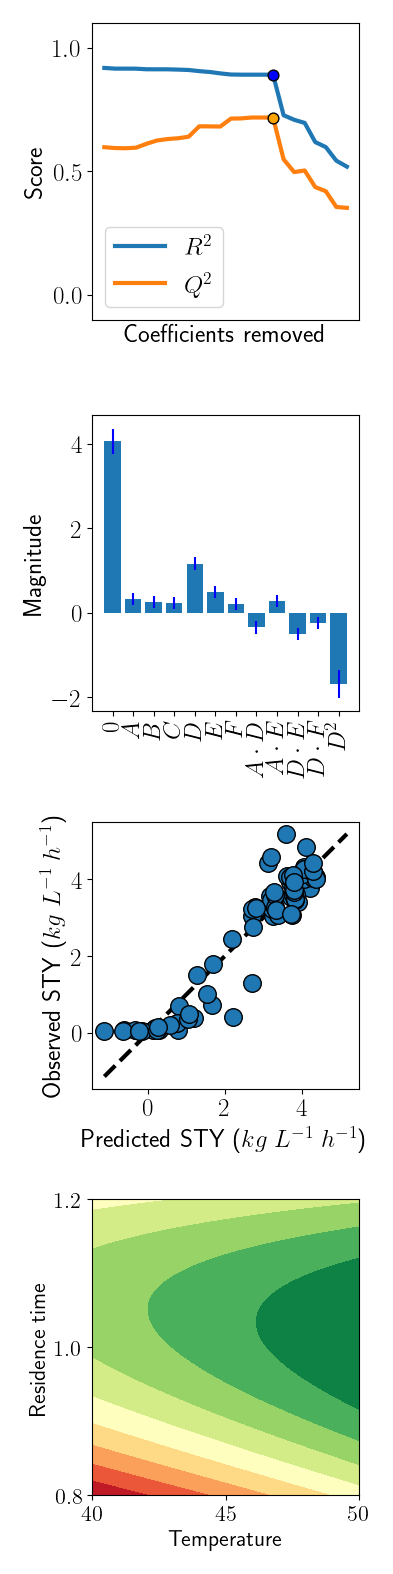 1.0
0.5
0.0
Score
R²
Q²
Coefficients removed
4
2
0
−2
Magnitude
0
A
B
C
D
E
F
A · D
A · E
D · E
D · F
D²
4
2
0
Observed STY (kg L⁻¹ h⁻¹)
0 2 4
Predicted STY (kg L⁻¹ h⁻¹)
1.2
1.0
0.8
Residence time
40 45 50
Temperature